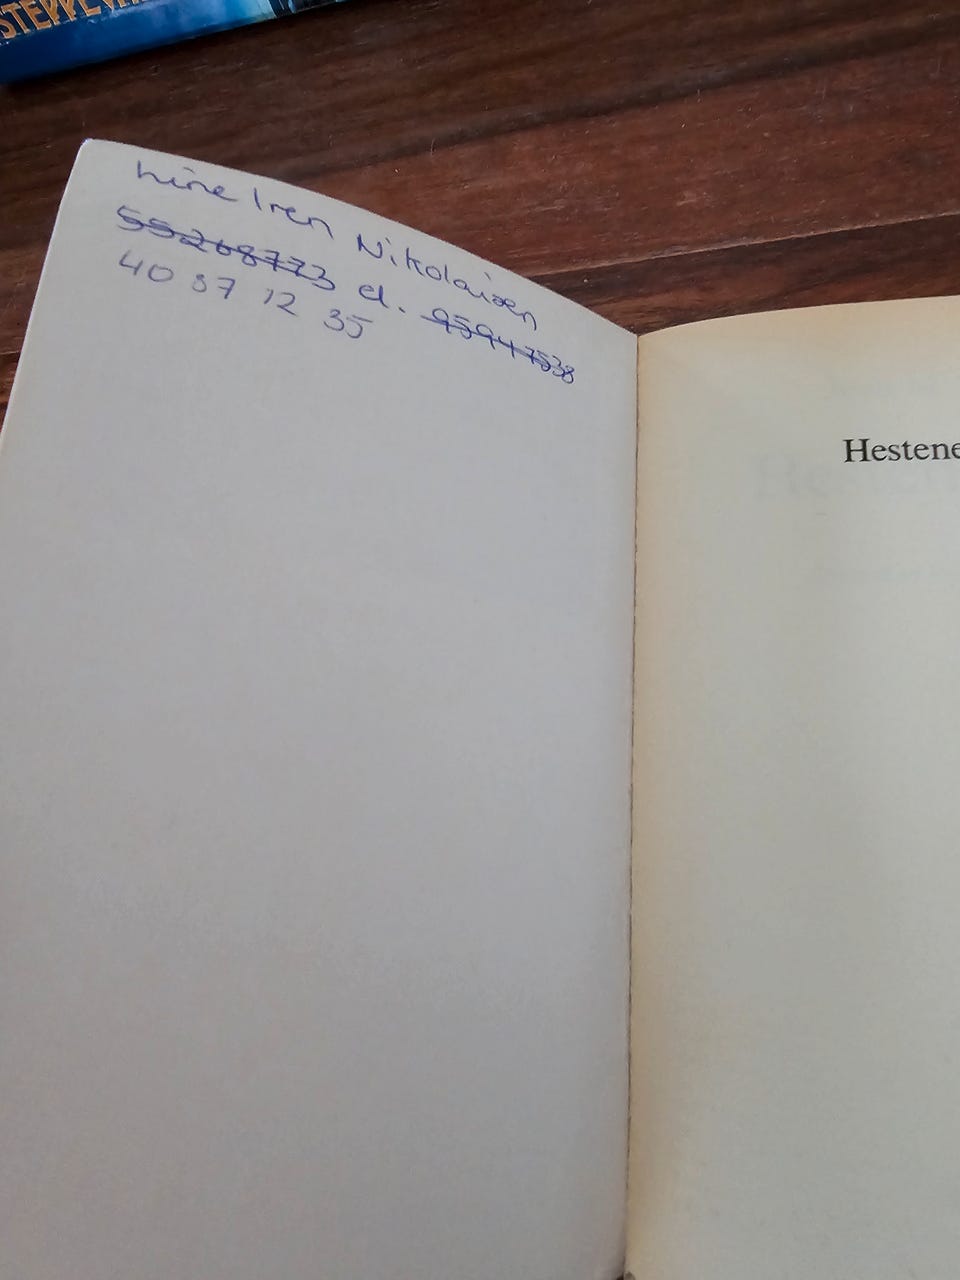 Line Iren Nikolaisen
55268773 el. 95947538
40 87 12 35
Hestene